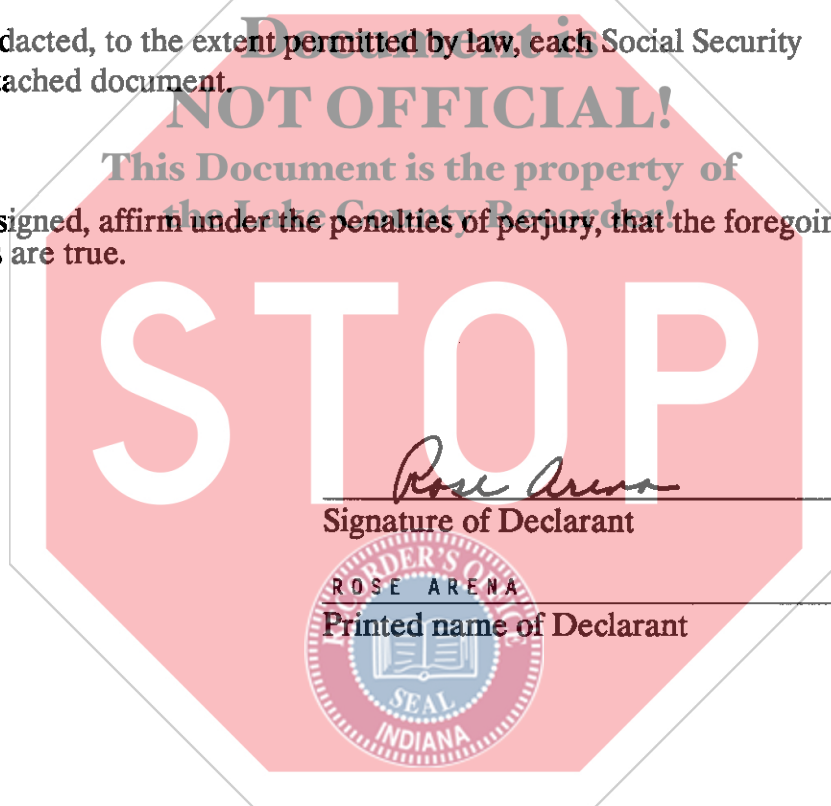 Document is
dacted, to the extent permitted by law, each Social Security
tached document.
NOT OFFICIAL!
This Document is the property of
the Lake County Recorder!
signed, affirm under the penalties of perjury, that the foregoin
s are true.
STOP
Rose Arena
Signature of Declarant
RECORDER'S OFFICE
ROSE ARENA
Printed name of Declarant
SEAL
INDIANA